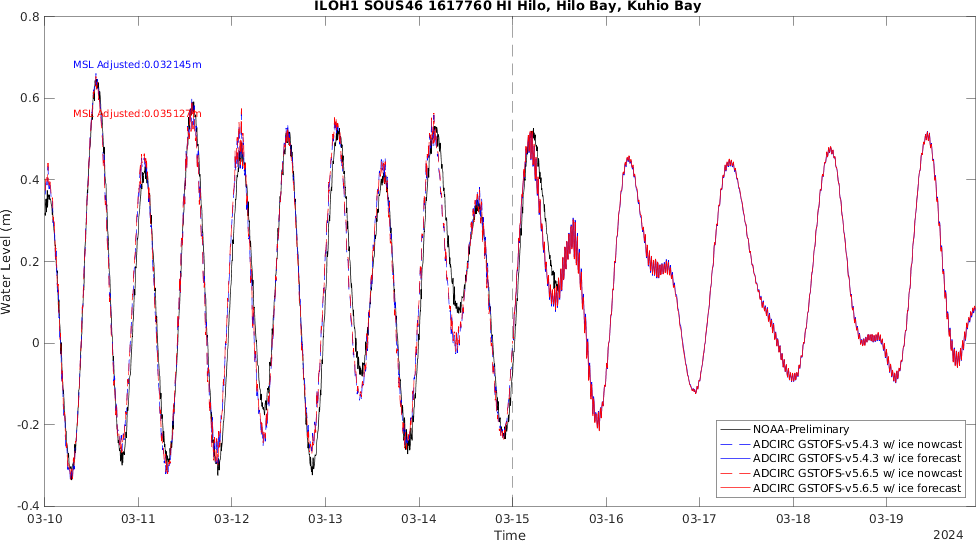 ILOH1 SOUS46 1617760 HI Hilo, Hilo Bay, Kuhio Bay
0.8
0.6
0.4
0.2
0
-0.2
-0.4
Water Level (m)
MSL Adjusted:0.032145m
MSL Adjusted:0.035127m
NOAA-Preliminary
ADCIRC GSTOFS-v5.4.3 w/ ice nowcast
ADCIRC GSTOFS-v5.4.3 w/ ice forecast
ADCIRC GSTOFS-v5.6.5 w/ ice nowcast
ADCIRC GSTOFS-v5.6.5 w/ ice forecast
03-10 03-11 03-12 03-13 03-14 03-15 03-16 03-17 03-18 03-19
Time
2024